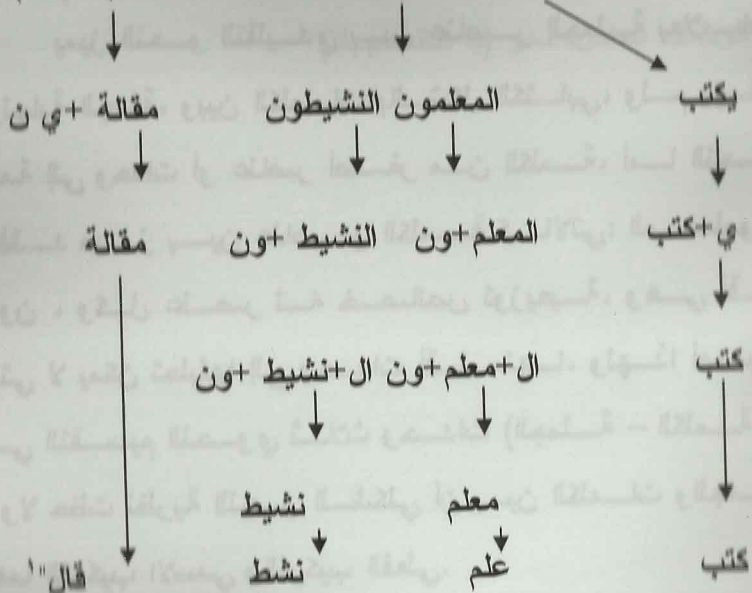 يكتب المعلمون النشيطون مقالة +ي ن
ي+كتب المعلم+ون النشيط +ون مقالة
كتب ال+معلم+ون ال+نشيط +ون
معلم نشيط
كتب علم نشط قال"١